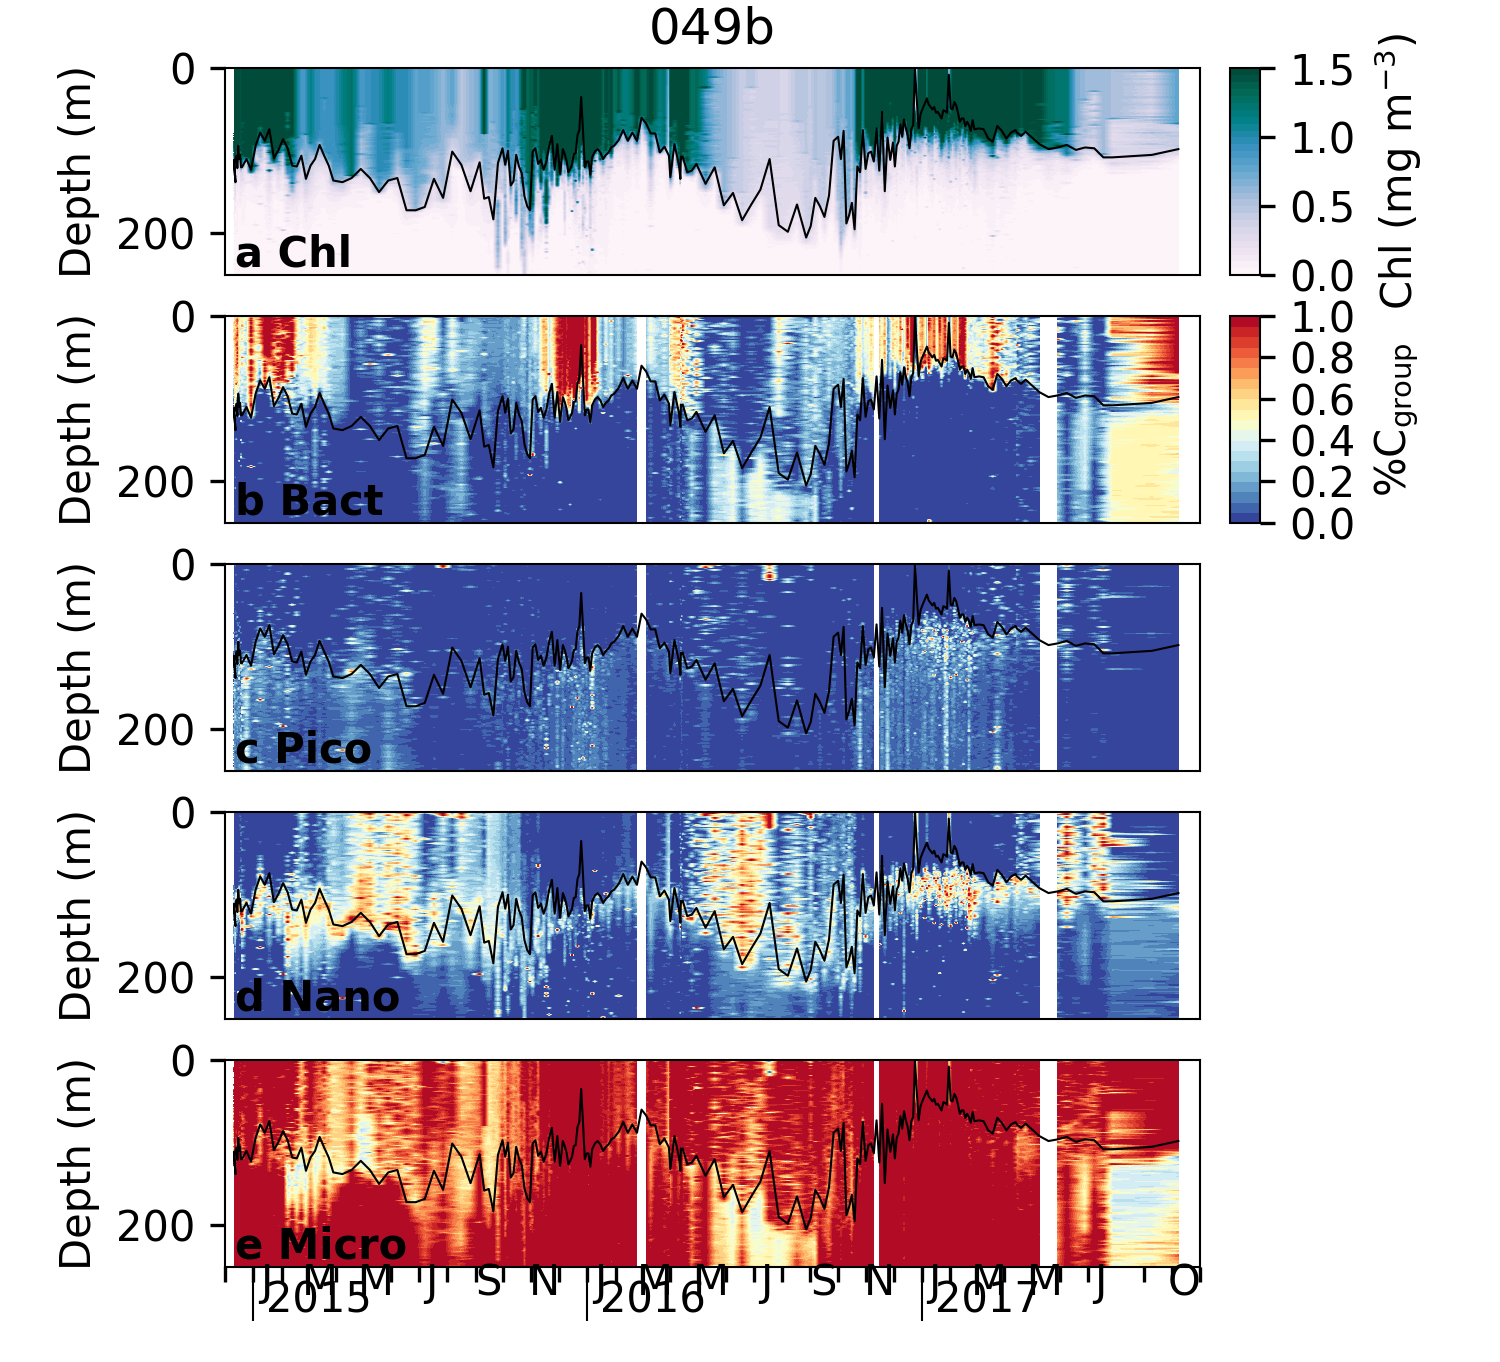 049b
0
200
Depth (m)
a Chl
1.5
1.0
0.5
0.0
Chl (mg m⁻³)
0
200
Depth (m)
b Bact
1.0
0.8
0.6
0.4
0.2
0.0
%Cgroup
0
200
Depth (m)
c Pico
0
200
Depth (m)
d Nano
0
200
Depth (m)
e Micro
J M M J S N J M M J S N J M M J O
2015 2016 2017